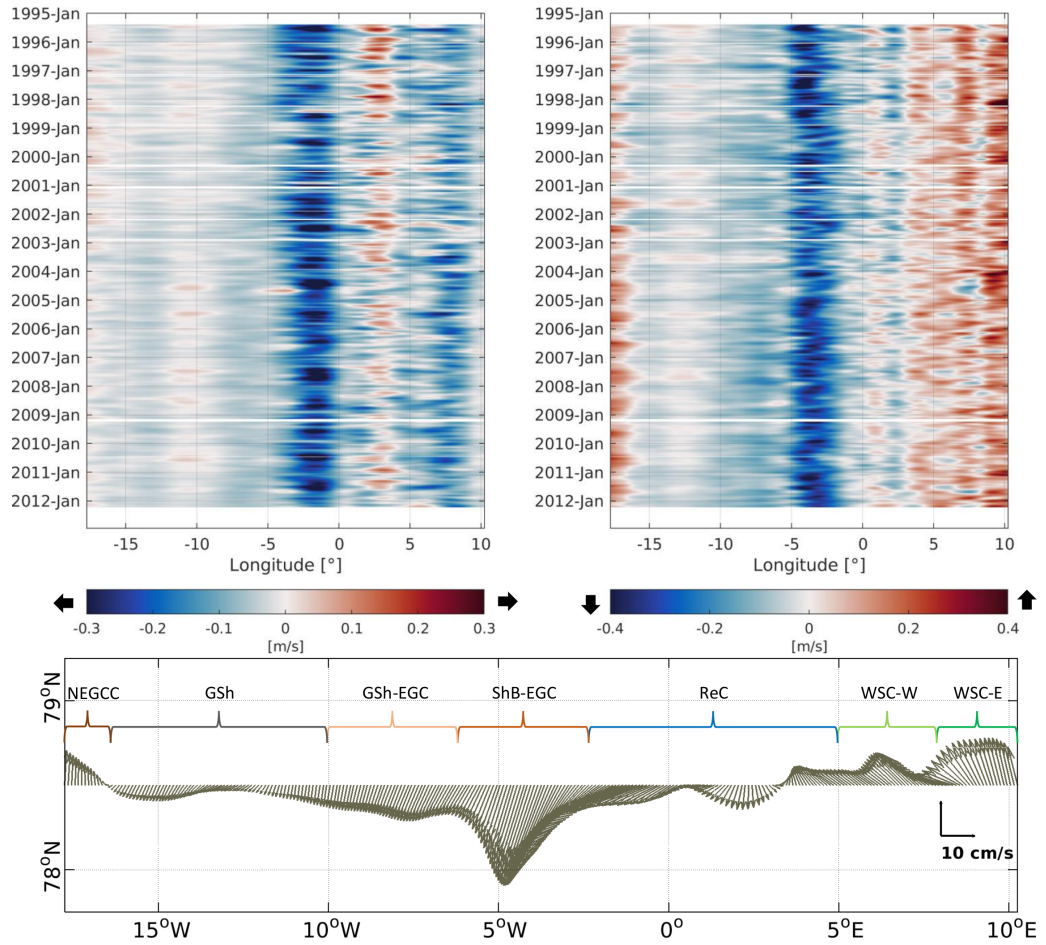 1995-Jan
1996-Jan
1997-Jan
1998-Jan
1999-Jan
2000-Jan
2001-Jan
2002-Jan
2003-Jan
2004-Jan
2005-Jan
2006-Jan
2007-Jan
2008-Jan
2009-Jan
2010-Jan
2011-Jan
2012-Jan
-15 -10 -5 0 5 10
Longitude [°]
-0.3 -0.2 -0.1 0 0.1 0.2 0.3
[m/s]
1995-Jan
1996-Jan
1997-Jan
1998-Jan
1999-Jan
2000-Jan
2001-Jan
2002-Jan
2003-Jan
2004-Jan
2005-Jan
2006-Jan
2007-Jan
2008-Jan
2009-Jan
2010-Jan
2011-Jan
2012-Jan
-15 -10 -5 0 5 10
Longitude [°]
-0.4 -0.2 0 0.2 0.4
[m/s]
79°N
78°N
NEGCC GSh GSh-EGC ShB-EGC ReC WSC-W WSC-E
10 cm/s
15°W 10°W 5°W 0° 5°E 10°E